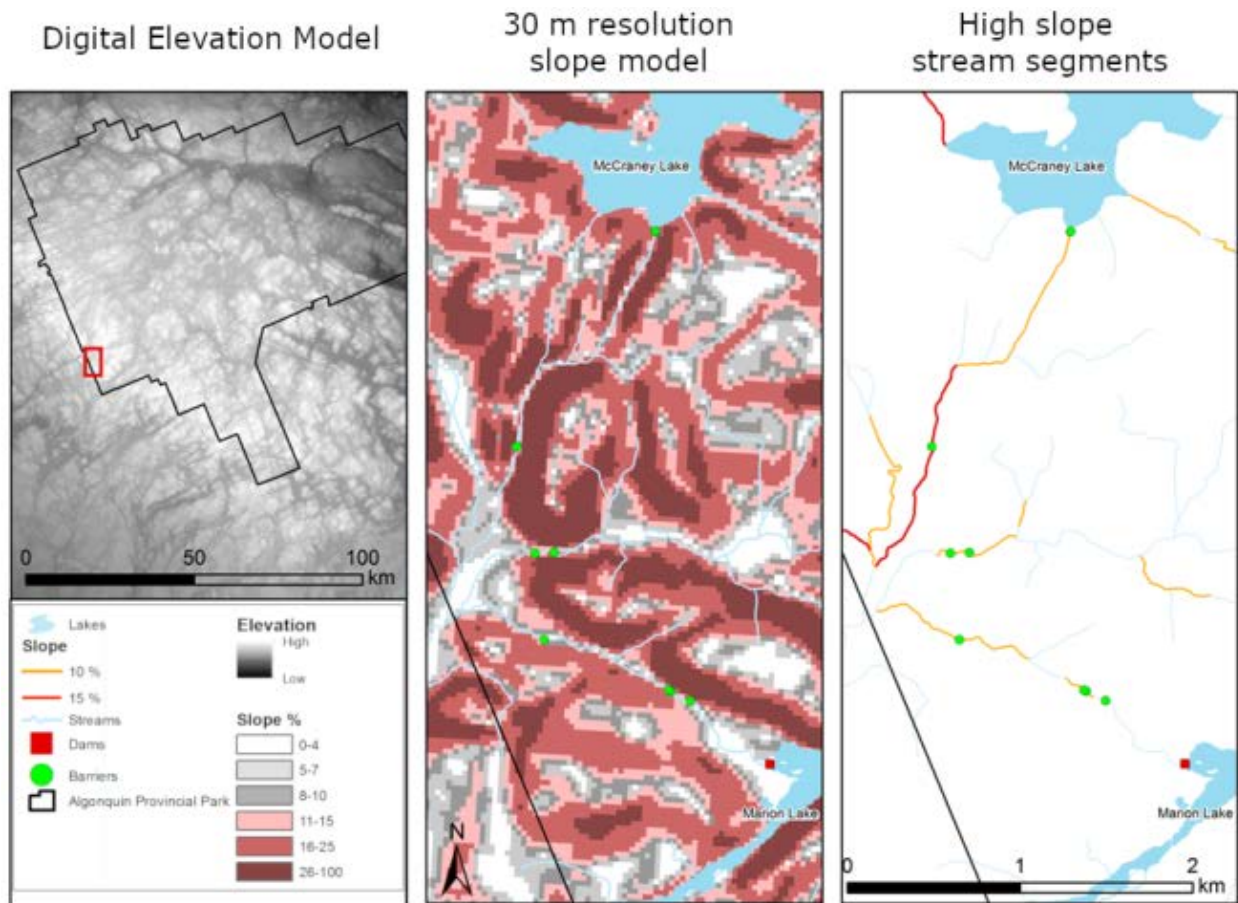 Digital Elevation Model
30 m resolution
slope model
High slope
stream segments
0 50 100
km
Lakes
Slope
10 %
15 %
Streams
Dams
Barriers
Algonquin Provincial Park
Elevation
High
Low
Slope %
0-4
5-7
8-10
11-15
16-25
26-100
McCraney Lake
Marion Lake
N
McCraney Lake
Marion Lake
0 1 2
km